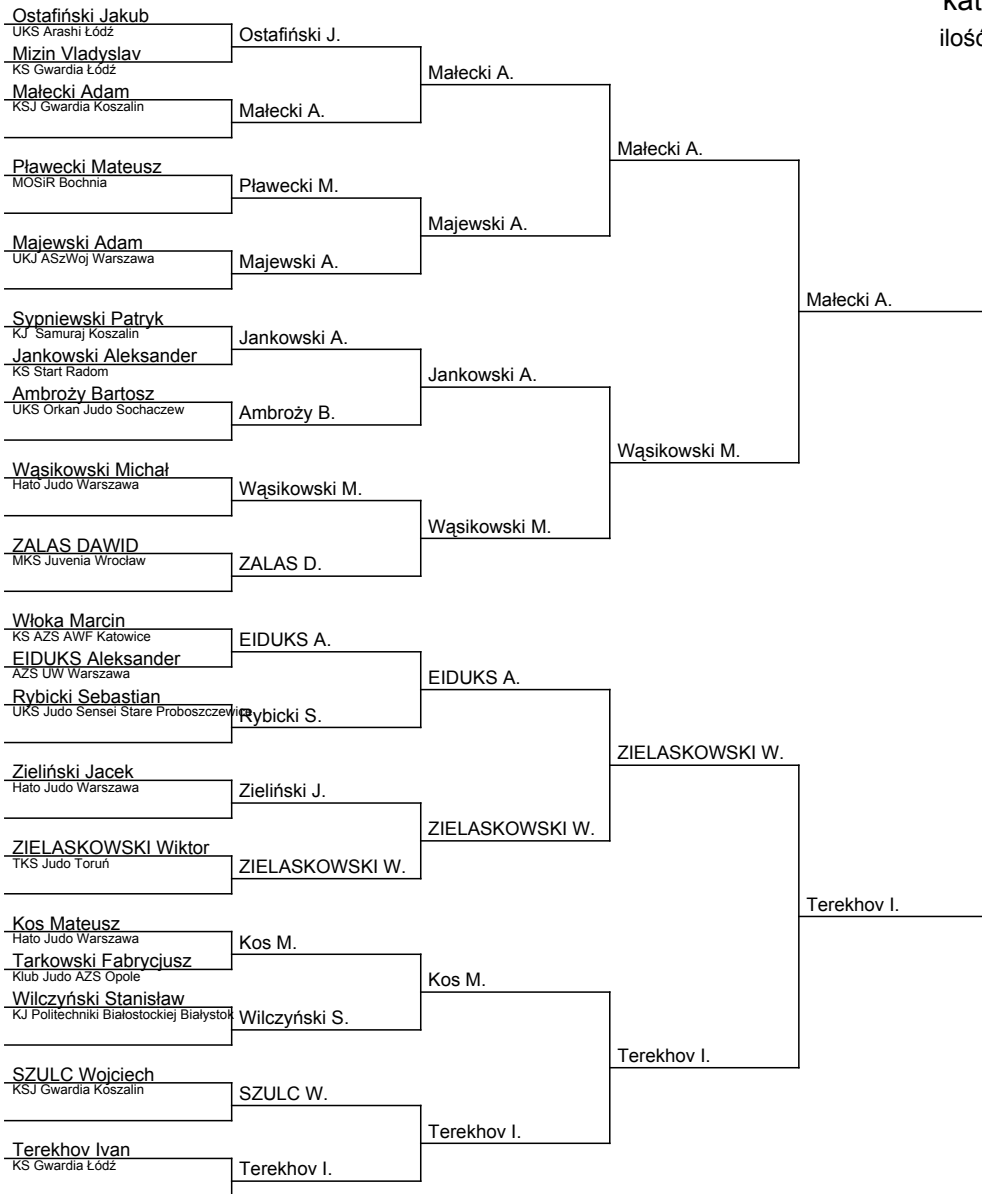 kat
ilość
Ostafiński Jakub
UKS Arashi Łódź
Mizin Vladyslav
KS Gwardia Łódź
Małecki Adam
KSJ Gwardia Koszalin
Pławecki Mateusz
MOSiR Bochnia
Majewski Adam
UKJ ASzWoj Warszawa
Sypniewski Patryk
KJ Samuraj Koszalin
Jankowski Aleksander
KS Start Radom
Ambroży Bartosz
UKS Orkan Judo Sochaczew
Wąsikowski Michał
Hato Judo Warszawa
ZALAS DAWID
MKS Juvenia Wrocław
Włoka Marcin
KS AZS AWF Katowice
EIDUKS Aleksander
AZS UW Warszawa
Rybicki Sebastian
UKS Judo Sensei Stare Proboszczewice
Zieliński Jacek
Hato Judo Warszawa
ZIELASKOWSKI Wiktor
TKS Judo Toruń
Kos Mateusz
Hato Judo Warszawa
Tarkowski Fabrycjusz
Klub Judo AZS Opole
Wilczyński Stanisław
KJ Politechniki Białostockiej Białystok
SZULC Wojciech
KSJ Gwardia Koszalin
Terekhov Ivan
KS Gwardia Łódź
Ostafiński J.
Małecki A.
Pławecki M.
Majewski A.
Jankowski A.
Ambroży B.
Wąsikowski M.
ZALAS D.
EIDUKS A.
Rybicki S.
Zieliński J.
ZIELASKOWSKI W.
Kos M.
Wilczyński S.
SZULC W.
Terekhov I.
Małecki A.
Majewski A.
Jankowski A.
Wąsikowski M.
EIDUKS A.
ZIELASKOWSKI W.
Kos M.
Terekhov I.
Małecki A.
Wąsikowski M.
ZIELASKOWSKI W.
Terekhov I.
Małecki A.
Terekhov I.